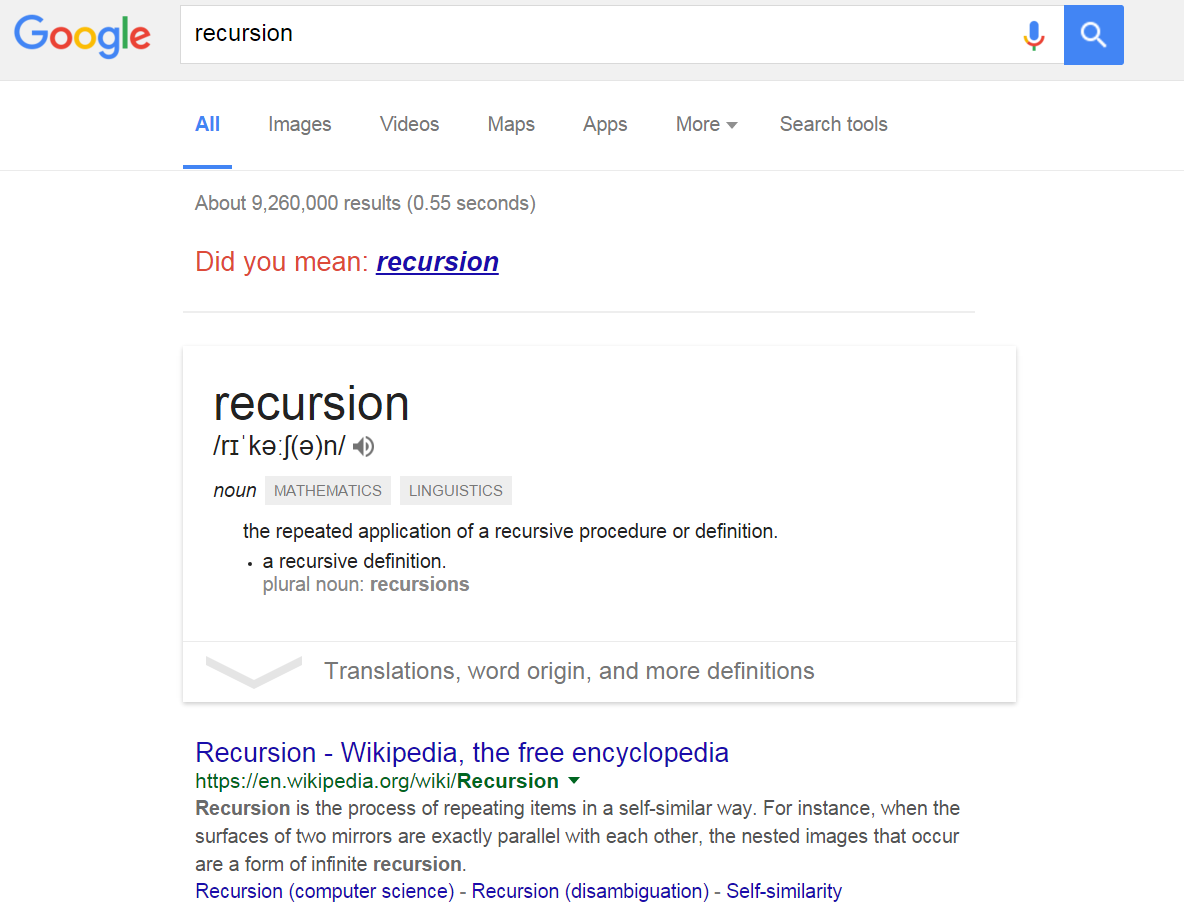 Google recursion
All Images Videos Maps Apps More Search tools
About 9,260,000 results (0.55 seconds)
Did you mean: recursion
recursion
/rɪˈkəːʃ(ə)n/
noun MATHEMATICS LINGUISTICS
the repeated application of a recursive procedure or definition.
• a recursive definition.
plural noun: recursions
Translations, word origin, and more definitions
Recursion - Wikipedia, the free encyclopedia
https://en.wikipedia.org/wiki/Recursion
Recursion is the process of repeating items in a self-similar way. For instance, when the
surfaces of two mirrors are exactly parallel with each other, the nested images that occur
are a form of infinite recursion.
Recursion (computer science) - Recursion (disambiguation) - Self-similarity